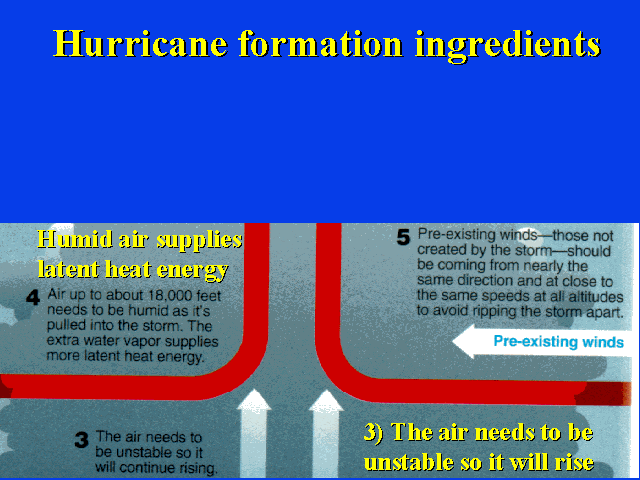 Hurricane formation ingredients
Humid air supplies
latent heat energy
4 Air up to about 18,000 feet
needs to be humid as it's
pulled into the storm. The
extra water vapor supplies
more latent heat energy.
5 Pre-existing winds—those not
created by the storm—should
be coming from nearly the
same direction and at close to
the same speeds at all altitudes
to avoid ripping the storm apart.
Pre-existing winds
3 The air needs to
be unstable so it
will continue rising.
3) The air needs to be
unstable so it will rise